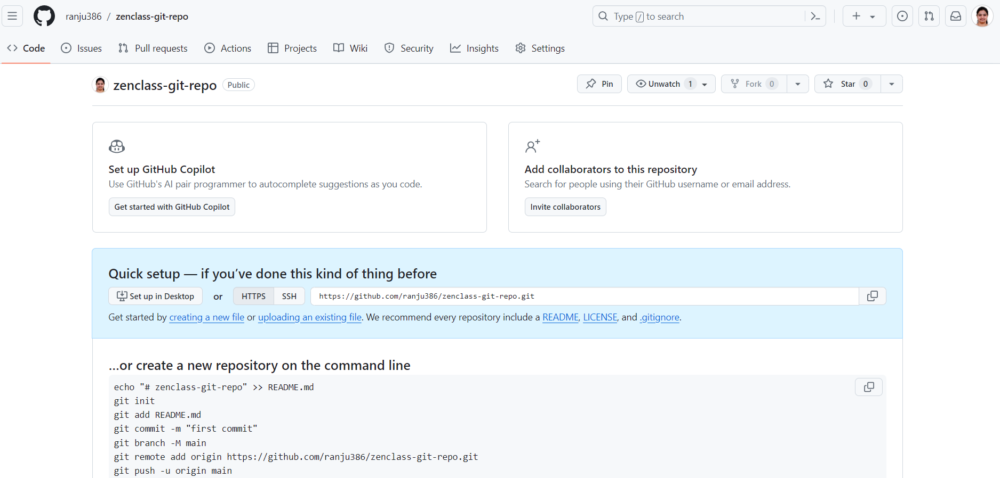 ranju386 / zenclass-git-repo
Type / to search
Code Issues Pull requests Actions Projects Wiki Security Insights Settings
zenclass-git-repo Public
Pin Unwatch 1 Fork 0 Star 0
Set up GitHub Copilot
Use GitHub's AI pair programmer to autocomplete suggestions as you code.
Get started with GitHub Copilot
Add collaborators to this repository
Search for people using their GitHub username or email address.
Invite collaborators
Quick setup — if you’ve done this kind of thing before
Set up in Desktop or HTTPS SSH https://github.com/ranju386/zenclass-git-repo.git
Get started by creating a new file or uploading an existing file. We recommend every repository include a README, LICENSE, and .gitignore.
…or create a new repository on the command line
echo "# zenclass-git-repo" >> README.md
git init
git add README.md
git commit -m "first commit"
git branch -M main
git remote add origin https://github.com/ranju386/zenclass-git-repo.git
git push -u origin main